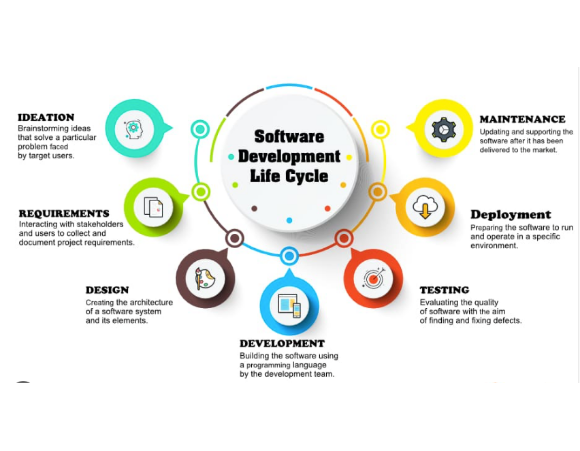 Software
Development
Life Cycle
IDEATION
Brainstorming ideas
that solve a particular
problem faced
by target users.
REQUIREMENTS
Interacting with stakeholders
and users to collect and
document project requirements.
DESIGN
Creating the architecture
of a software system
and its elements.
DEVELOPMENT
Building the software using
a programming language
by the development team.
TESTING
Evaluating the quality
of software with the aim
of finding and fixing defects.
Deployment
Preparing the software to run
and operate in a specific
environment.
MAINTENANCE
Updating and supporting the
software after it has been
delivered to the market.